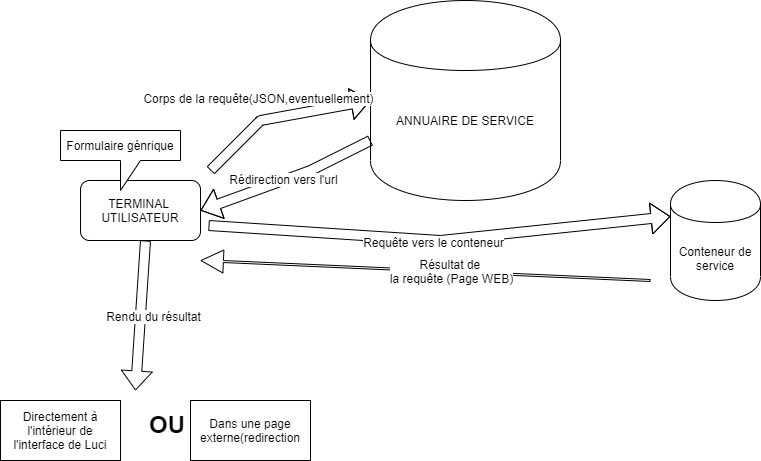 Corps de la requête(JSON,eventuellement)
ANNUAIRE DE SERVICE
Formulaire génrique
Rédirection vers l'url
TERMINAL
UTILISATEUR
Requête vers le conteneur
Conteneur de
service
Résultat de
la requête (Page WEB)
Rendu du résultat
Directement à
l'intérieur de
l'interface de Luci
OU
Dans une page
externe(redirection